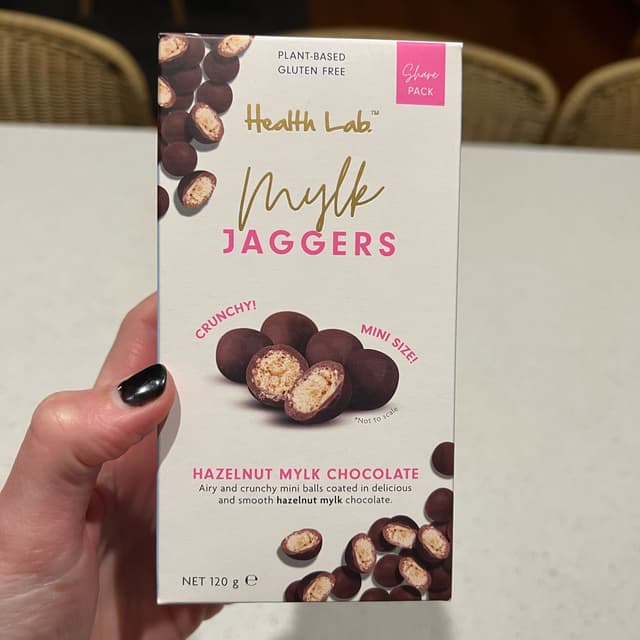 PLANT-BASED
GLUTEN FREE
Share
PACK
Health Lab.™
Mylk
JAGGERS
CRUNCHY!
MINI SIZE!
*Not to scale
HAZELNUT MYLK CHOCOLATE
Airy and crunchy mini balls coated in delicious
and smooth hazelnut mylk chocolate.
NET 120 g ℮